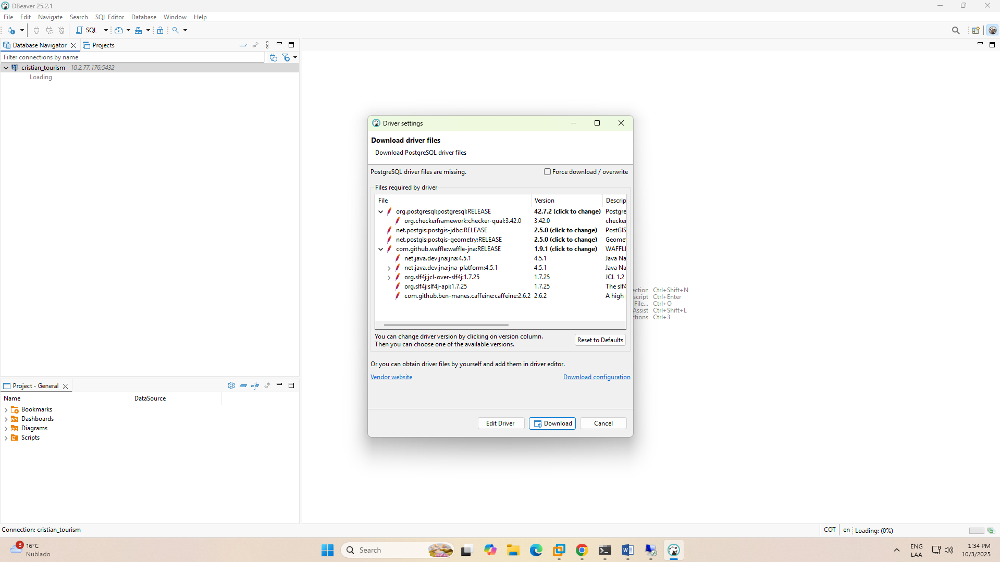 DBeaver 25.2.1
File Edit Navigate Search SQL Editor Database Window Help
SQL
Database Navigator Projects
Filter connections by name
cristian_tourism 10.2.77.176:5432
Loading
Driver settings
Download driver files
Download PostgreSQL driver files
PostgreSQL driver files are missing. Force download / overwrite
Files required by driver
File Version Descrip
org.postgresql:postgresql:RELEASE 42.7.2 (click to change) Postgre
org.checkerframework:checker-qual:3.42.0 3.42.0 checker
net.postgis:postgis-jdbc:RELEASE 2.5.0 (click to change) PostGIS
net.postgis:postgis-geometry:RELEASE 2.5.0 (click to change) Geome
com.github.waffle:waffle-jna:RELEASE 1.9.1 (click to change) WAFFL
net.java.dev.jna:jna:4.5.1 4.5.1 Java Na
net.java.dev.jna:jna-platform:4.5.1 4.5.1 Java Na
org.slf4j:jcl-over-slf4j:1.7.25 1.7.25 JCL 1.2
org.slf4j:slf4j-api:1.7.25 1.7.25 The slf4
com.github.ben-manes.caffeine:caffeine:2.6.2 2.6.2 A high
You can change driver version by clicking on version column.
Then you can choose one of the available versions.
Reset to Defaults
Or you can obtain driver files by yourself and add them in driver editor.
Vendor website Download configuration
Edit Driver Download Cancel
ection Ctrl+Shift+N
script Ctrl+Enter
File... Ctrl+O
Assist Ctrl+Shift+L
ctions Ctrl+3
Project - General
Name DataSource
Bookmarks
Dashboards
Diagrams
Scripts
Connection: cristian_tourism COT en Loading: (0%)
3
16°C
Nublado
Search
ENG
LAA
1:34 PM
10/3/2025